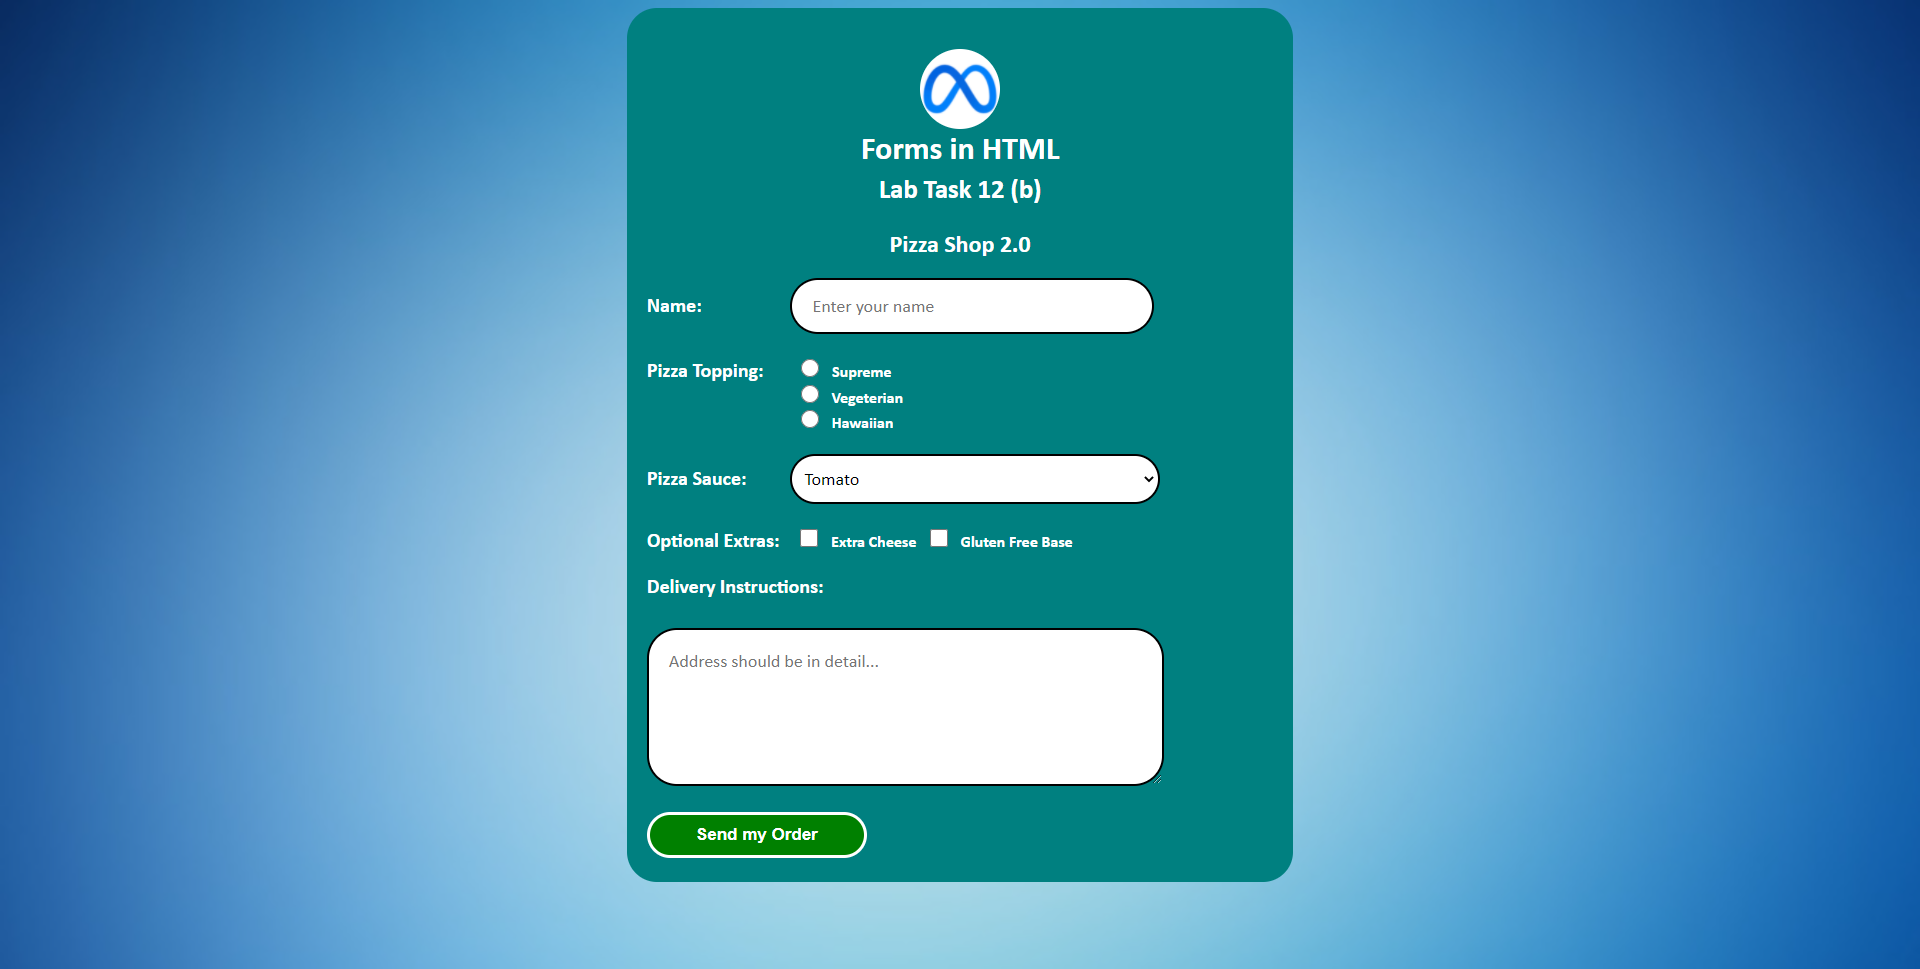 Forms in HTML
Lab Task 12 (b)
Pizza Shop 2.0
Name: Enter your name
Pizza Topping: Supreme
Vegeterian
Hawaiian
Pizza Sauce: Tomato
Optional Extras: Extra Cheese Gluten Free Base
Delivery Instructions:
Address should be in detail...
Send my Order